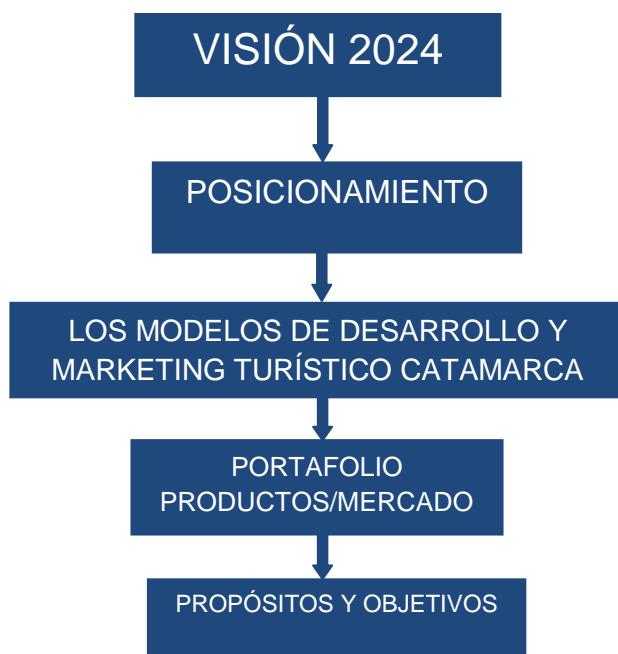 VISIÓN 2024
POSICIONAMIENTO
LOS MODELOS DE DESARROLLO Y
MARKETING TURÍSTICO CATAMARCA
PORTAFOLIO
PRODUCTOS/MERCADO
PROPÓSITOS Y OBJETIVOS